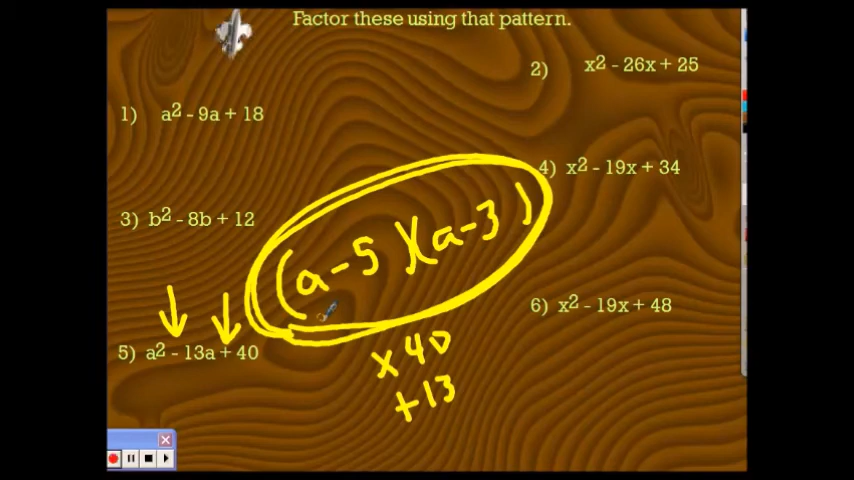 Factor these using that pattern.
1) a2 - 9a + 18
2) x2 - 26x + 25
3) b2 - 8b + 12
4) x2 - 19x + 34
5) a2 - 13a + 40
6) x2 - 19x + 48
(a-5)(a-3)
x 40
+13